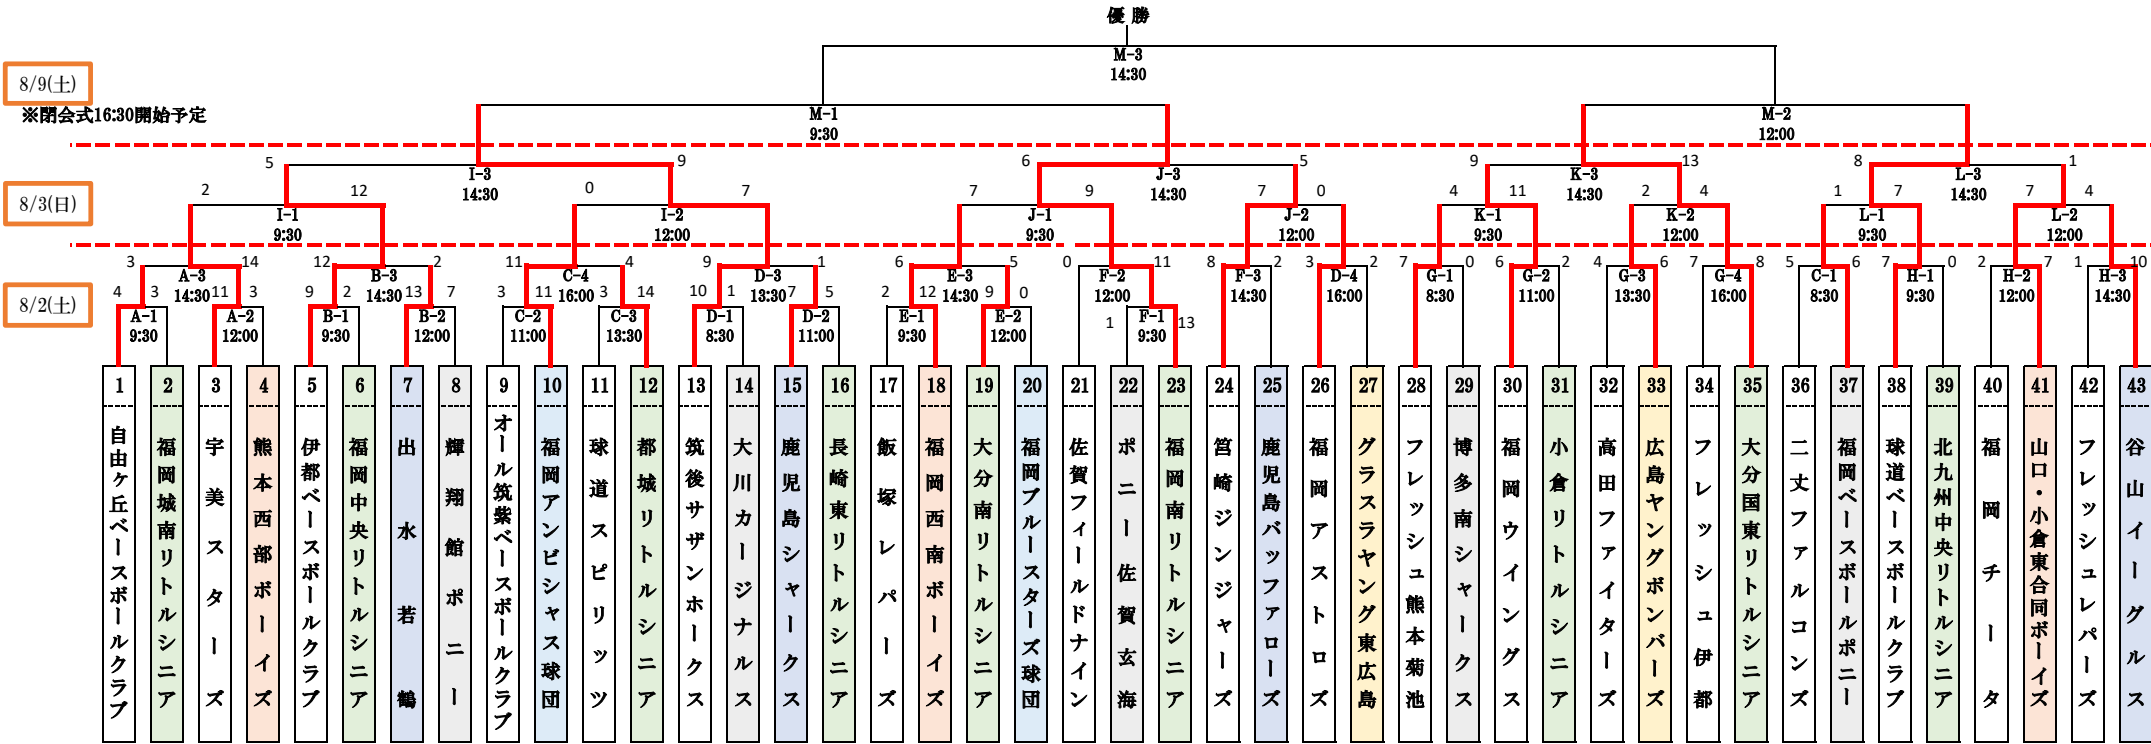 優 勝
M-3
14:30
8/9(土)
※閉会式16:30開始予定
M-1
9:30
M-2
12:00
5 9 6 5 9 13 8 1
I-3
14:30
J-3
14:30
K-3
14:30
L-3
14:30
8/3(日)
2 12 0 7 7 9 7 0 4 11 2 4 1 7 7 4
I-1
9:30
I-2
12:00
J-1
9:30
J-2
12:00
K-1
9:30
K-2
12:00
L-1
9:30
L-2
12:00
3 14 12 2 11 4 9 1 6 5 0 11 8 2 3 2 7 0 6 2 4 6 7 8 5 6 7 0 2 7 1 10
A-3
14:30
B-3
14:30
C-4
16:00
D-3
13:30
E-3
14:30
F-2
12:00
F-3
14:30
D-4
16:00
G-1
8:30
G-2
11:00
G-3
13:30
G-4
16:00
C-1
8:30
H-1
9:30
H-2
12:00
H-3
14:30
8/2(土)
4 3 11 3 9 2 13 7 3 11 3 14 10 1 7 5 2 12 9 0 1 13
A-1
9:30
A-2
12:00
B-1
9:30
B-2
12:00
C-2
11:00
C-3
13:30
D-1
8:30
D-2
11:00
E-1
9:30
E-2
12:00
F-1
9:30
1 自由ヶ丘ベースボールクラブ
2 福岡城南リトルシニア
3 宇美スターズ
4 熊本西部ボーイズ
5 伊都ベースボールクラブ
6 福岡中央リトルシニア
7 出水若鶴
8 輝翔館ポニー
9 オール筑紫ベースボールクラブ
10 福岡アンビシャス球団
11 球道スピリッツ
12 都城リトルシニア
13 筑後サザンホークス
14 大川カージナルス
15 鹿児島シャークス
16 長崎東リトルシニア
17 飯塚レパーズ
18 福岡西南ボーイズ
19 大分南リトルシニア
20 福岡ブルースターズ球団
21 佐賀フィールドナイン
22 ポニー佐賀玄海
23 福岡南リトルシニア
24 筥崎ジンジャーズ
25 鹿児島バッファローズ
26 福岡アストロズ
27 グラスラヤング東広島
28 フレッシュ熊本菊池
29 博多南シャークス
30 福岡ウイングス
31 小倉リトルシニア
32 高田ファイターズ
33 広島ヤングボンバーズ
34 フレッシュ伊都
35 大分国東リトルシニア
36 二丈ファルコンズ
37 福岡ベースボールポニー
38 球道ベースボールクラブ
39 北九州中央リトルシニア
40 福岡チータ
41 山口・小倉東合同ボーイズ
42 フレッシュレパーズ
43 谷山イーグルス